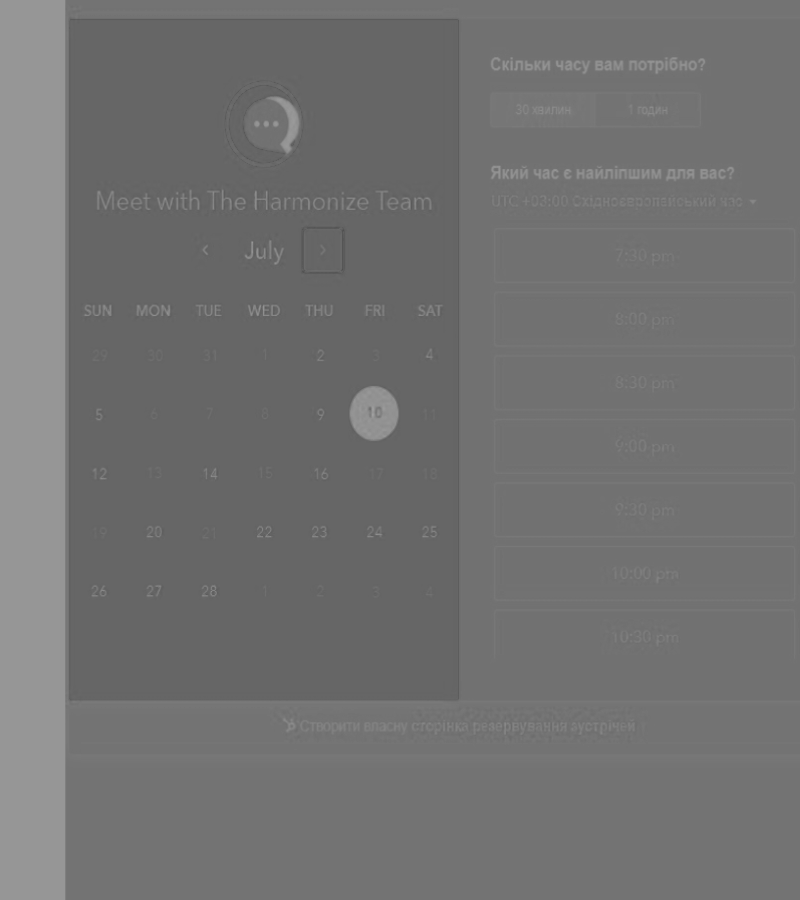 Meet with The Harmonize Team
July
SUN MON TUE WED THU FRI SAT
29 30 31 1 2 3 4
5 6 7 8 9 10 11
12 13 14 15 16 17 18
19 20 21 22 23 24 25
26 27 28 1 2 3 4
Скільки часу вам потрібно?
30 хвилин 1 годин
Який час є найліпшим для вас?
UTC +03:00 Східноєвропейський час
7:30 pm
8:00 pm
8:30 pm
9:00 pm
9:30 pm
10:00 pm
10:30 pm
Створити власну сторінка резервування зустрічей